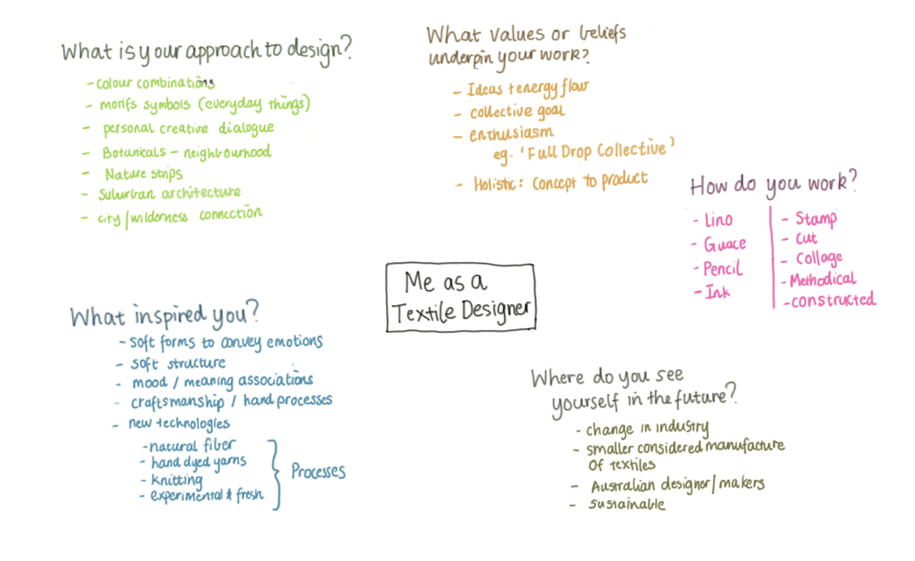 What is your approach to design?
- colour combinations
- motifs symbols (everyday things)
- personal creative dialogue
- Botanicals - neighbourhood
- Nature strips
- Suburban architecture
- city/wilderness connection
What values or beliefs
underpin your work?
- Ideas + energy flow
- collective goal
- enthusiasm
eg. 'Full Drop Collective'
- Holistic: Concept to product
How do you work?
- Lino
- Guace
- Pencil
- Ink
- Stamp
- Cut
- Collage
- Methodical
- constructed
Me as a
Textile Designer
What inspired you?
- soft forms to convey emotions
- soft structure
- mood / meaning associations
- craftsmanship / hand processes
- new technologies
- natural fiber
- hand dyed yarns
- knitting
- experimental & fresh
Processes
Where do you see
yourself in the future?
- change in industry
- smaller considered manufacture
of textiles
- Australian designer/makers
- sustainable